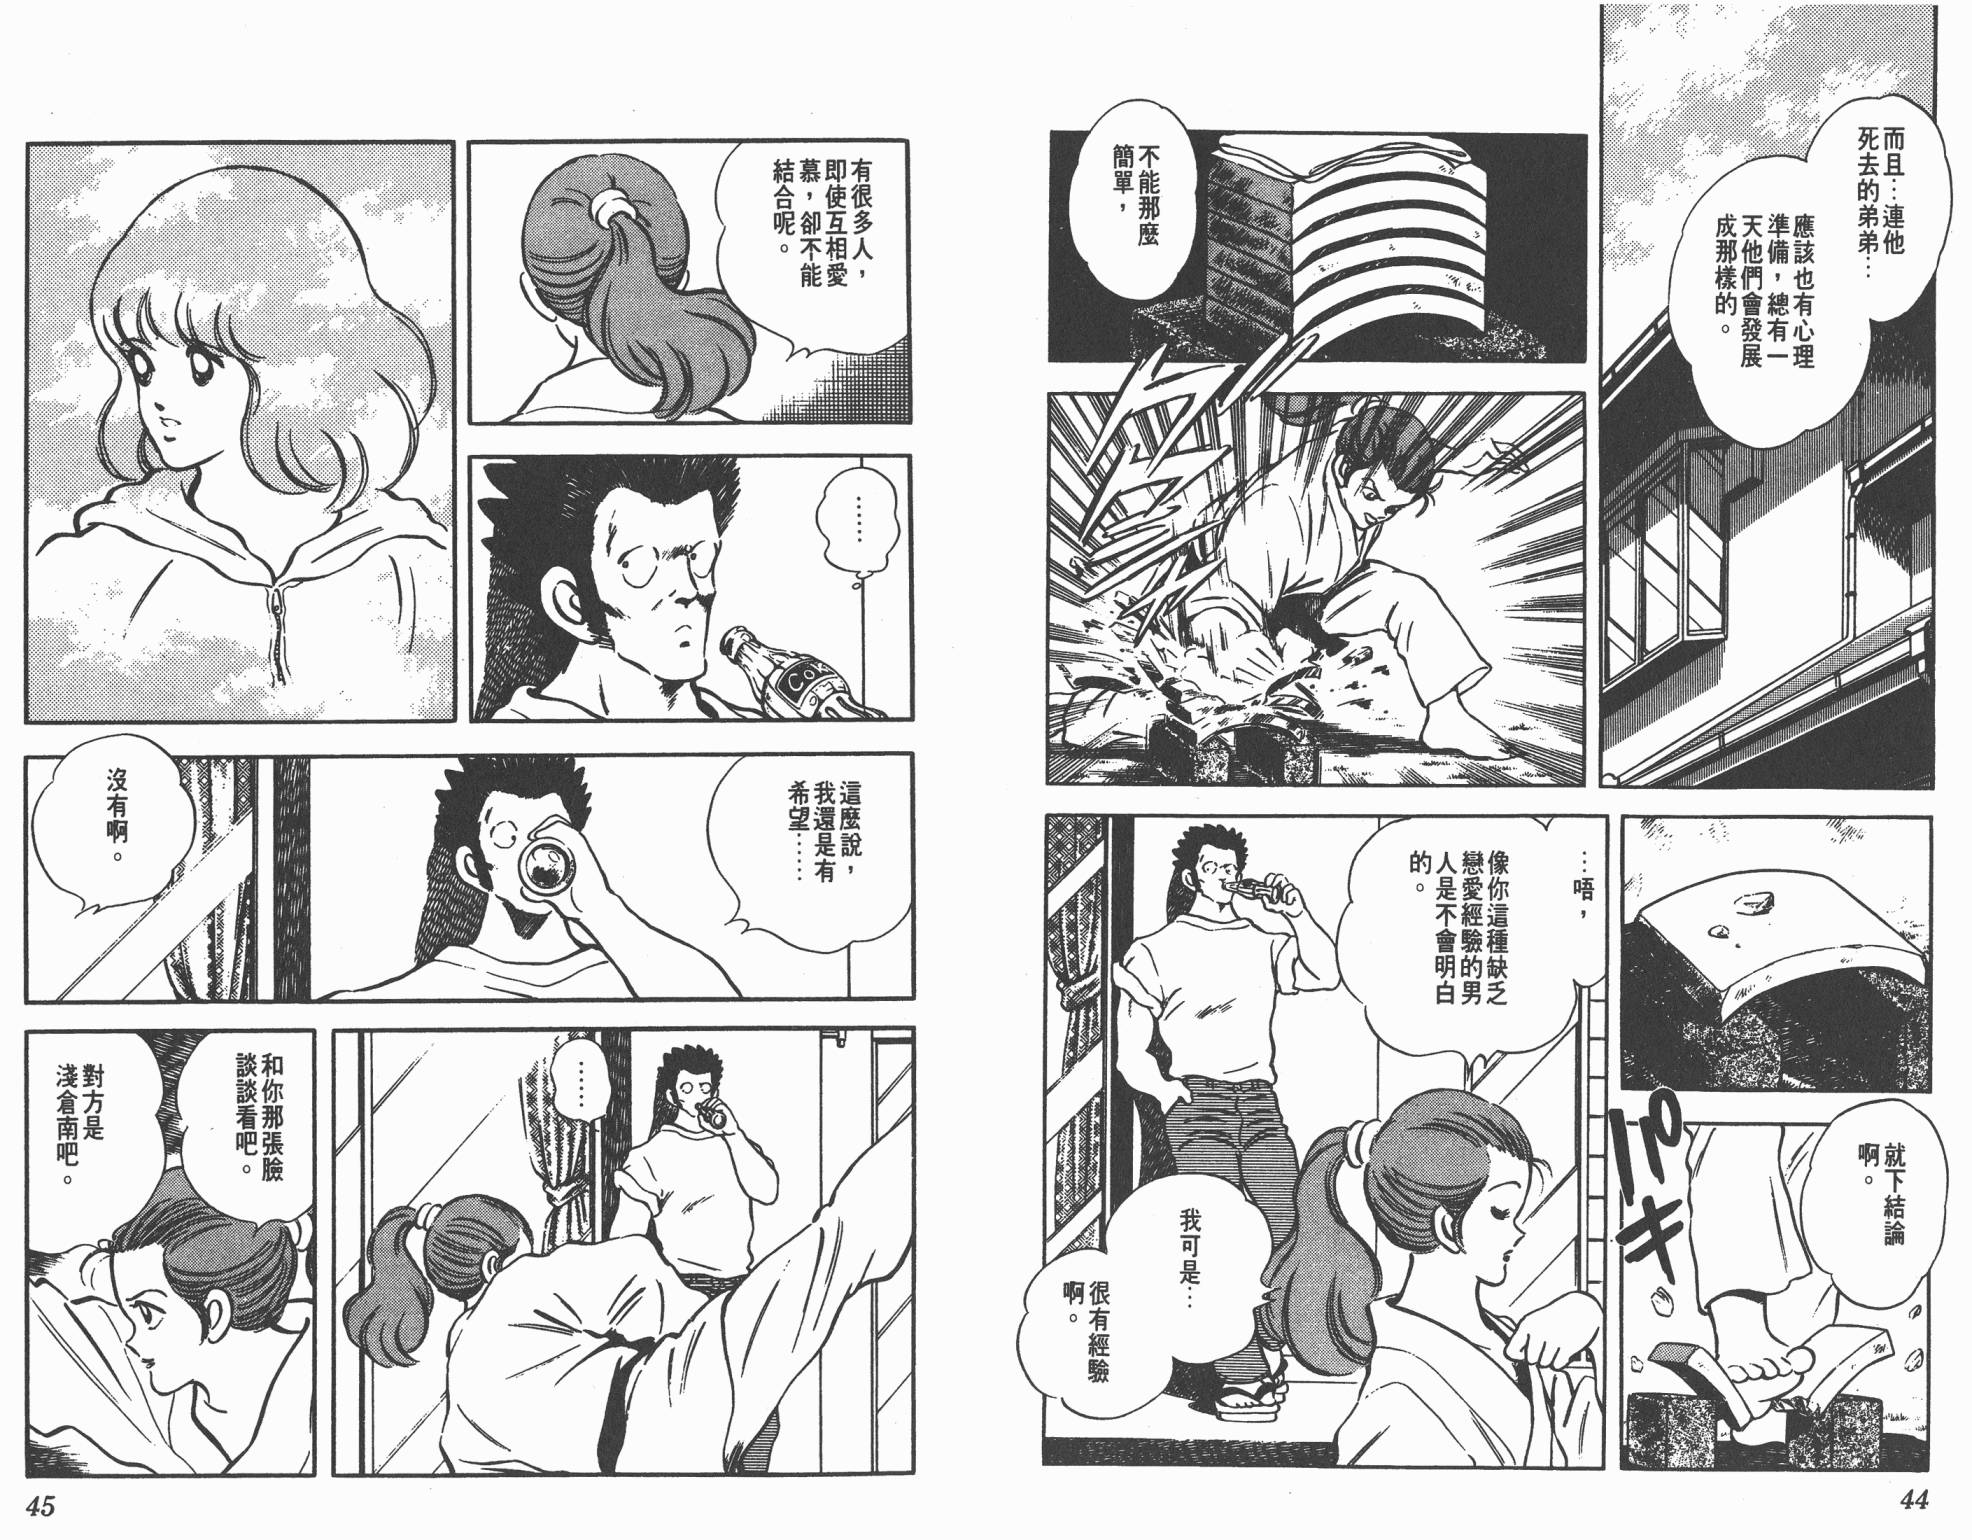 而且…連他
死去的弟弟…
應該也有心理
準備，總有一
天他們會發展
成那樣的。
不能那麼
簡單，
就下結論
啊。
バキ
…唔，
像你這種缺乏
戀愛經驗的男
人是不會明白
的。
我可是…
很有經驗
啊。
44
有很多人，
即使互相愛
慕，卻不能
結合呢。
……
Co
這麼說，
我還是有
希望……
沒有啊。
……
和你那張臉
談談看吧。
對方是
淺倉南吧。
45